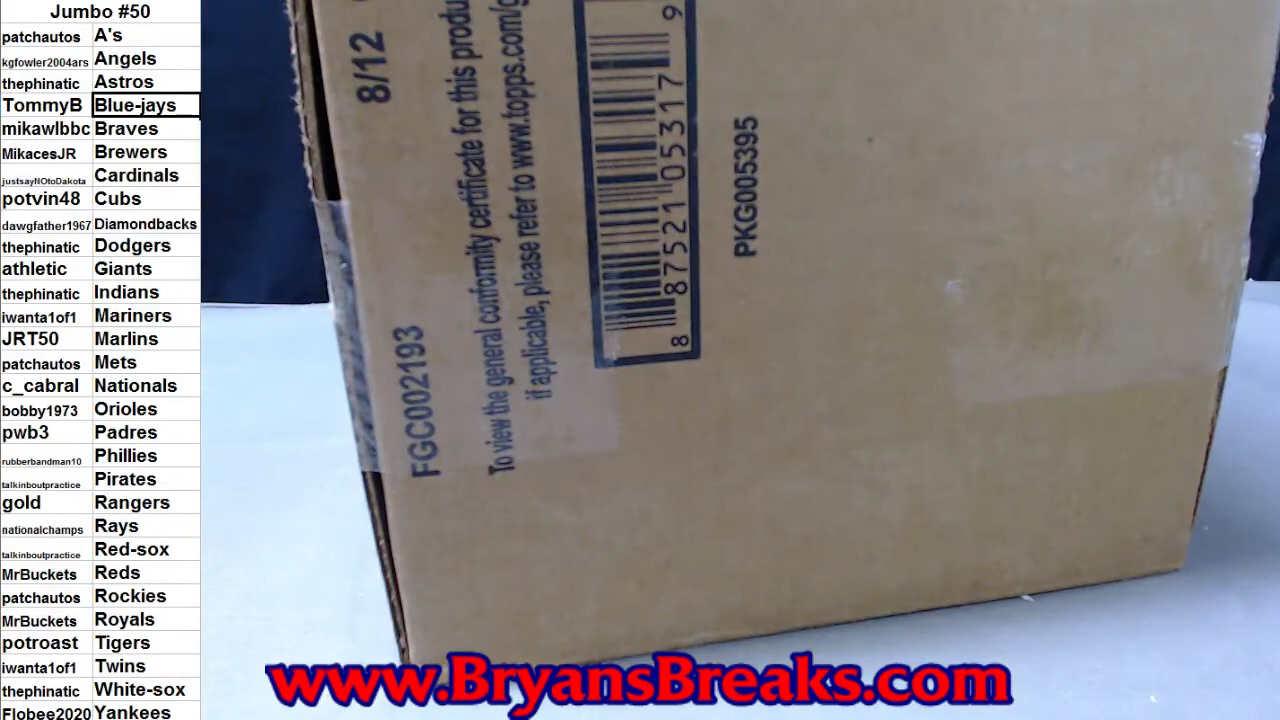 Jumbo #50
patchautos A's
kgfowler2004ars Angels
thephinatic Astros
TommyB Blue-jays
mikawlbbc Braves
MikacesJR Brewers
justsayNOtoDakota Cardinals
potvin48 Cubs
dawgfather1967 Diamondbacks
thephinatic Dodgers
athletic Giants
thephinatic Indians
iwanta1of1 Mariners
JRT50 Marlins
patchautos Mets
c_cabral Nationals
bobby1973 Orioles
pwb3 Padres
rubberbandman10 Phillies
talkinboutpractice Pirates
gold Rangers
nationalchamps Rays
talkinboutpractice Red-sox
MrBuckets Reds
patchautos Rockies
MrBuckets Royals
potroast Tigers
iwanta1of1 Twins
thephinatic White-sox
Flobee2020 Yankees
FGC002193 8/12
To view the general conformity certificate for this produ
if applicable, please refer to www.topps.com/g
8 87521 05317 9
PKG005395
www.BryansBreaks.com